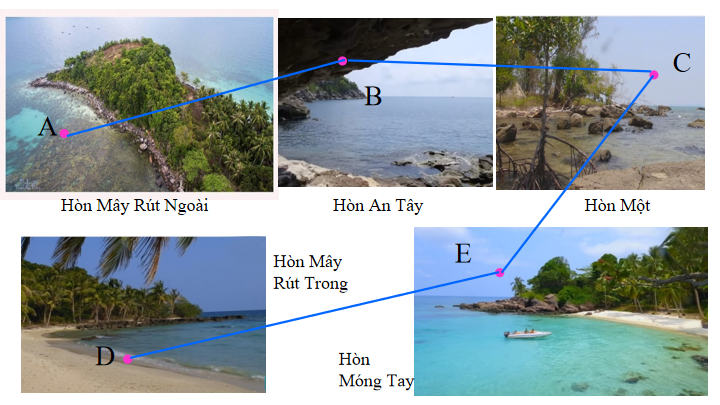 A
B
C
Hòn Mây Rút Ngoài
Hòn An Tây
Hòn Một
D
Hòn Mây
Rút Trong
E
Hòn
Móng Tay